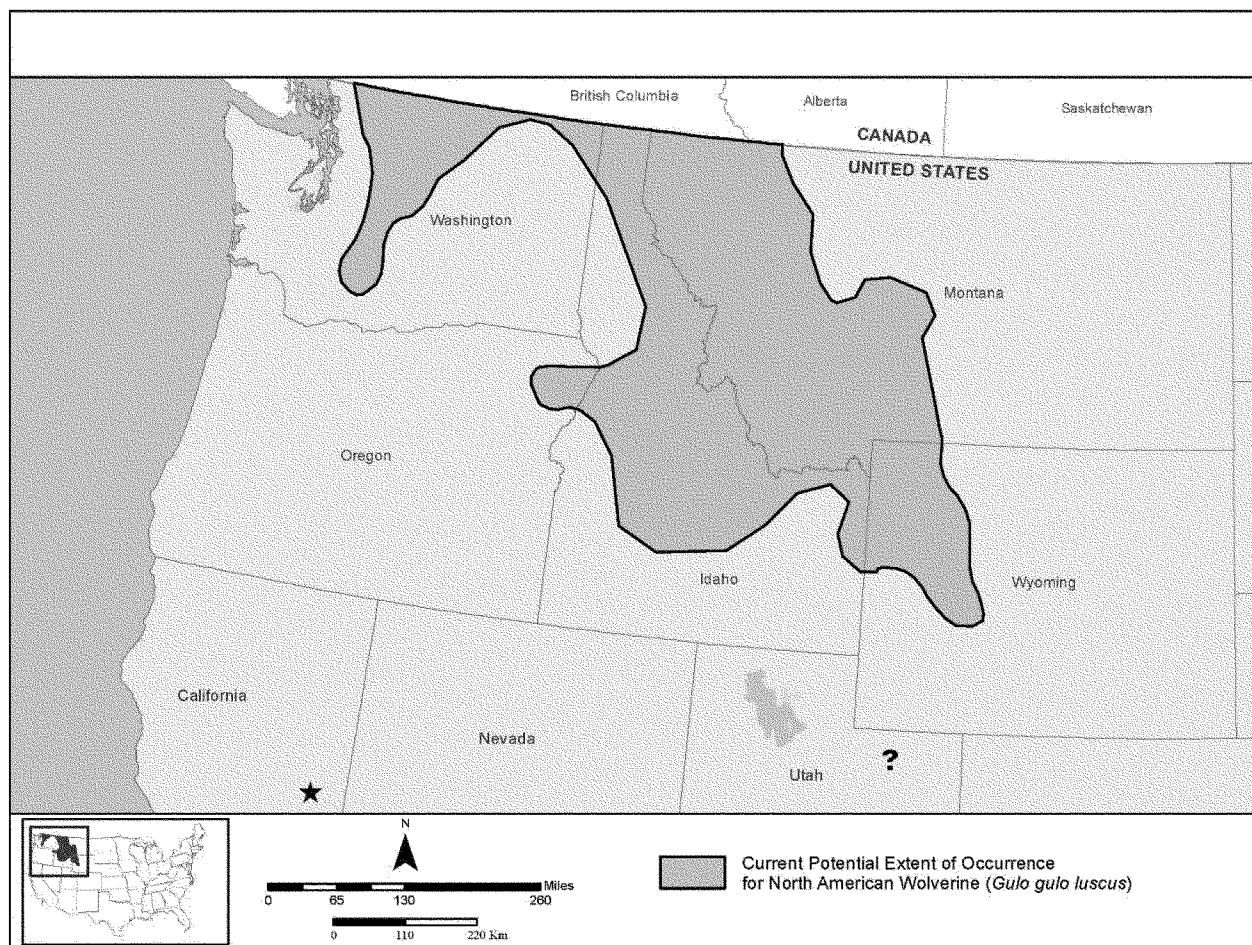 British Columbia
Alberta
Saskatchewan
CANADA
UNITED STATES
Washington
Montana
Oregon
Idaho
Wyoming
California
Nevada
Utah
?
N
Miles
0 65 130 260
0 110 220 Km
Current Potential Extent of Occurrence
for North American Wolverine (Gulo gulo luscus)